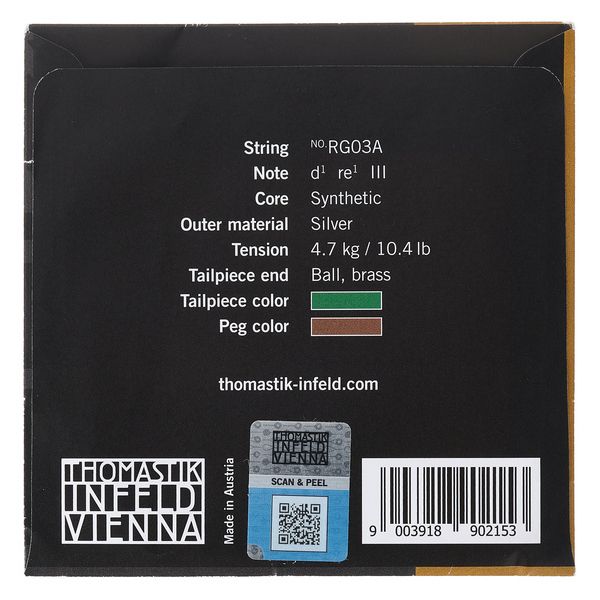 String NO. RG03A
Note d1 re1 III
Core Synthetic
Outer material Silver
Tension 4.7 kg / 10.4 lb
Tailpiece end Ball, brass
Tailpiece color
Peg color
thomastik-infeld.com
THOMASTIK
INFELD
VIENNA
Made in Austria
THOMASTIK
INFELD
VIENNA
SCAN & PEEL
9 003918 902153